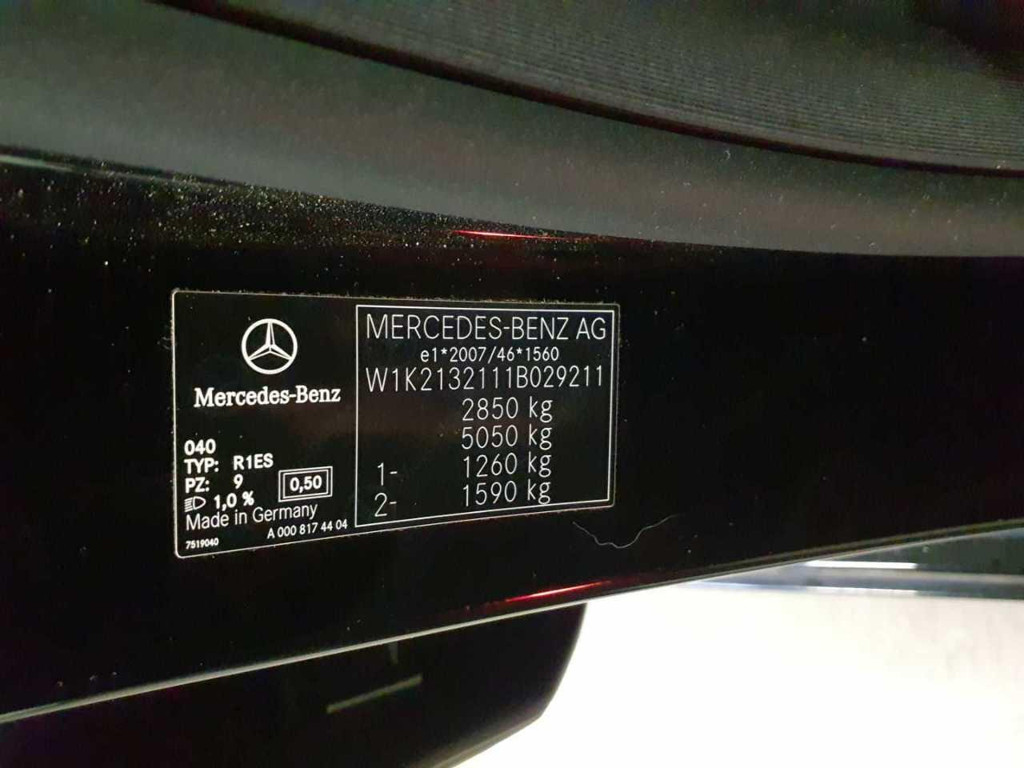 Mercedes-Benz
040
TYP: R1ES
PZ: 9
1,0 %
0,50
Made in Germany
7519040 A 000 817 44 04
MERCEDES-BENZ AG
e1*2007/46*1560
W1K2132111B029211
2850 kg
5050 kg
1- 1260 kg
2- 1590 kg